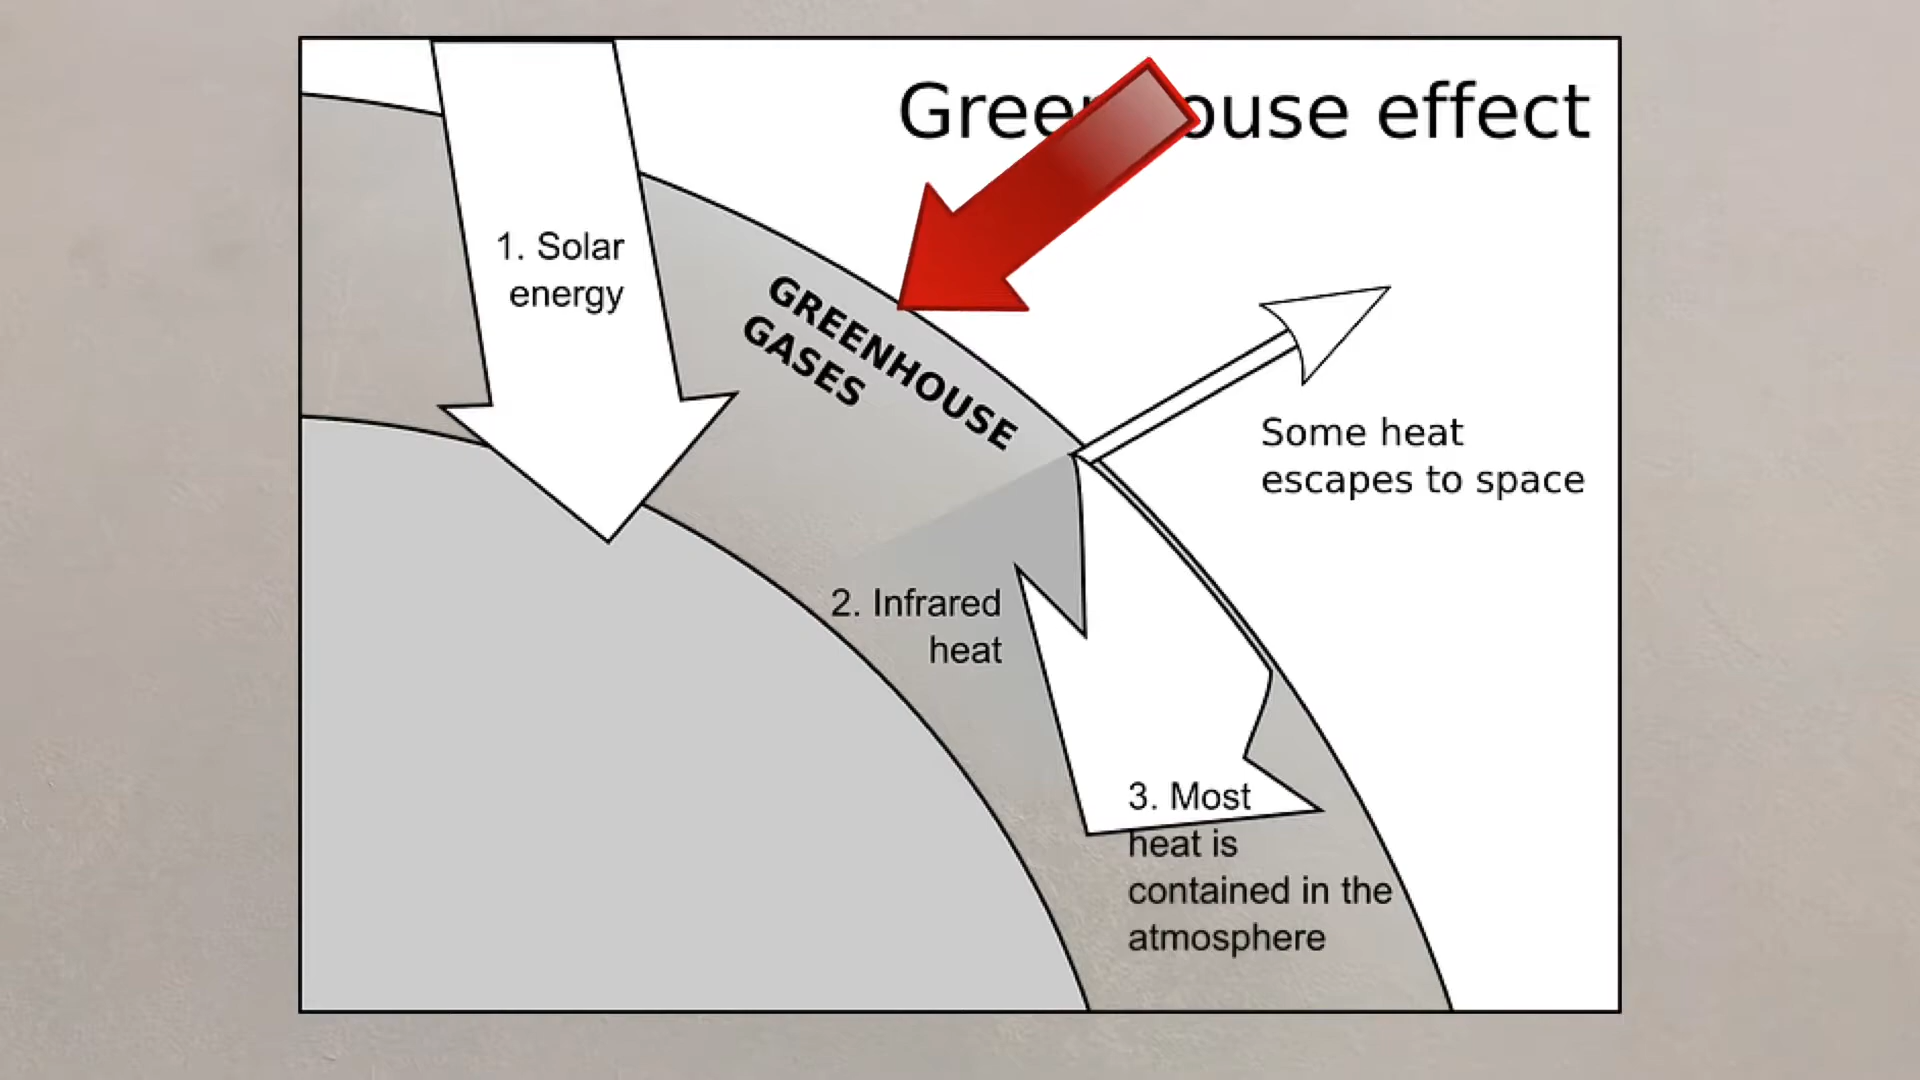 Gree ouse effect
1. Solar
energy
GREENHOUSE
GASES
Some heat
escapes to space
2. Infrared
heat
3. Most
heat is
contained in the
atmosphere